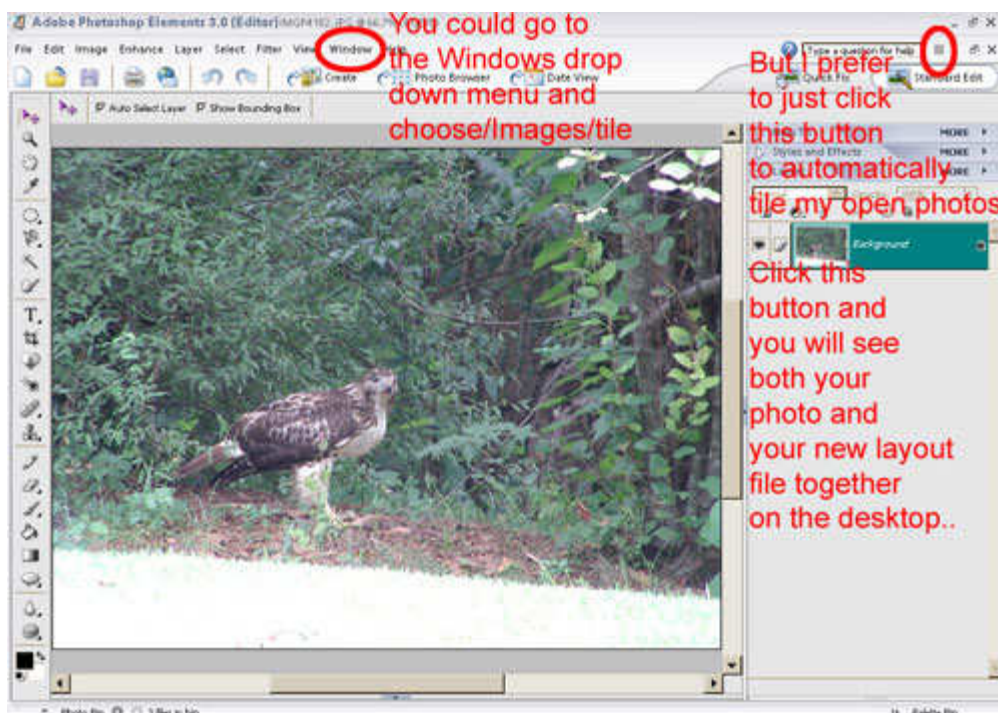 Adobe Photoshop Elements 3.0 (Editor)
You could go to
the Windows drop
down menu and
choose/Images/tile
File Edit Image Enhance Layer Select Filter View Window Help
Type a question for help
Create Photo Browser Date View
Quick Fix Standard Edit
Auto Select Layer Show Bounding Box
But I prefer
to just click
this button
to automatically
tile my open photos
MORE
Styles and Effects MORE
MORE
Background
Click this
button and
you will see
both your
photo and
your new layout
file together
on the desktop..
Photo Bin
Palette Bin